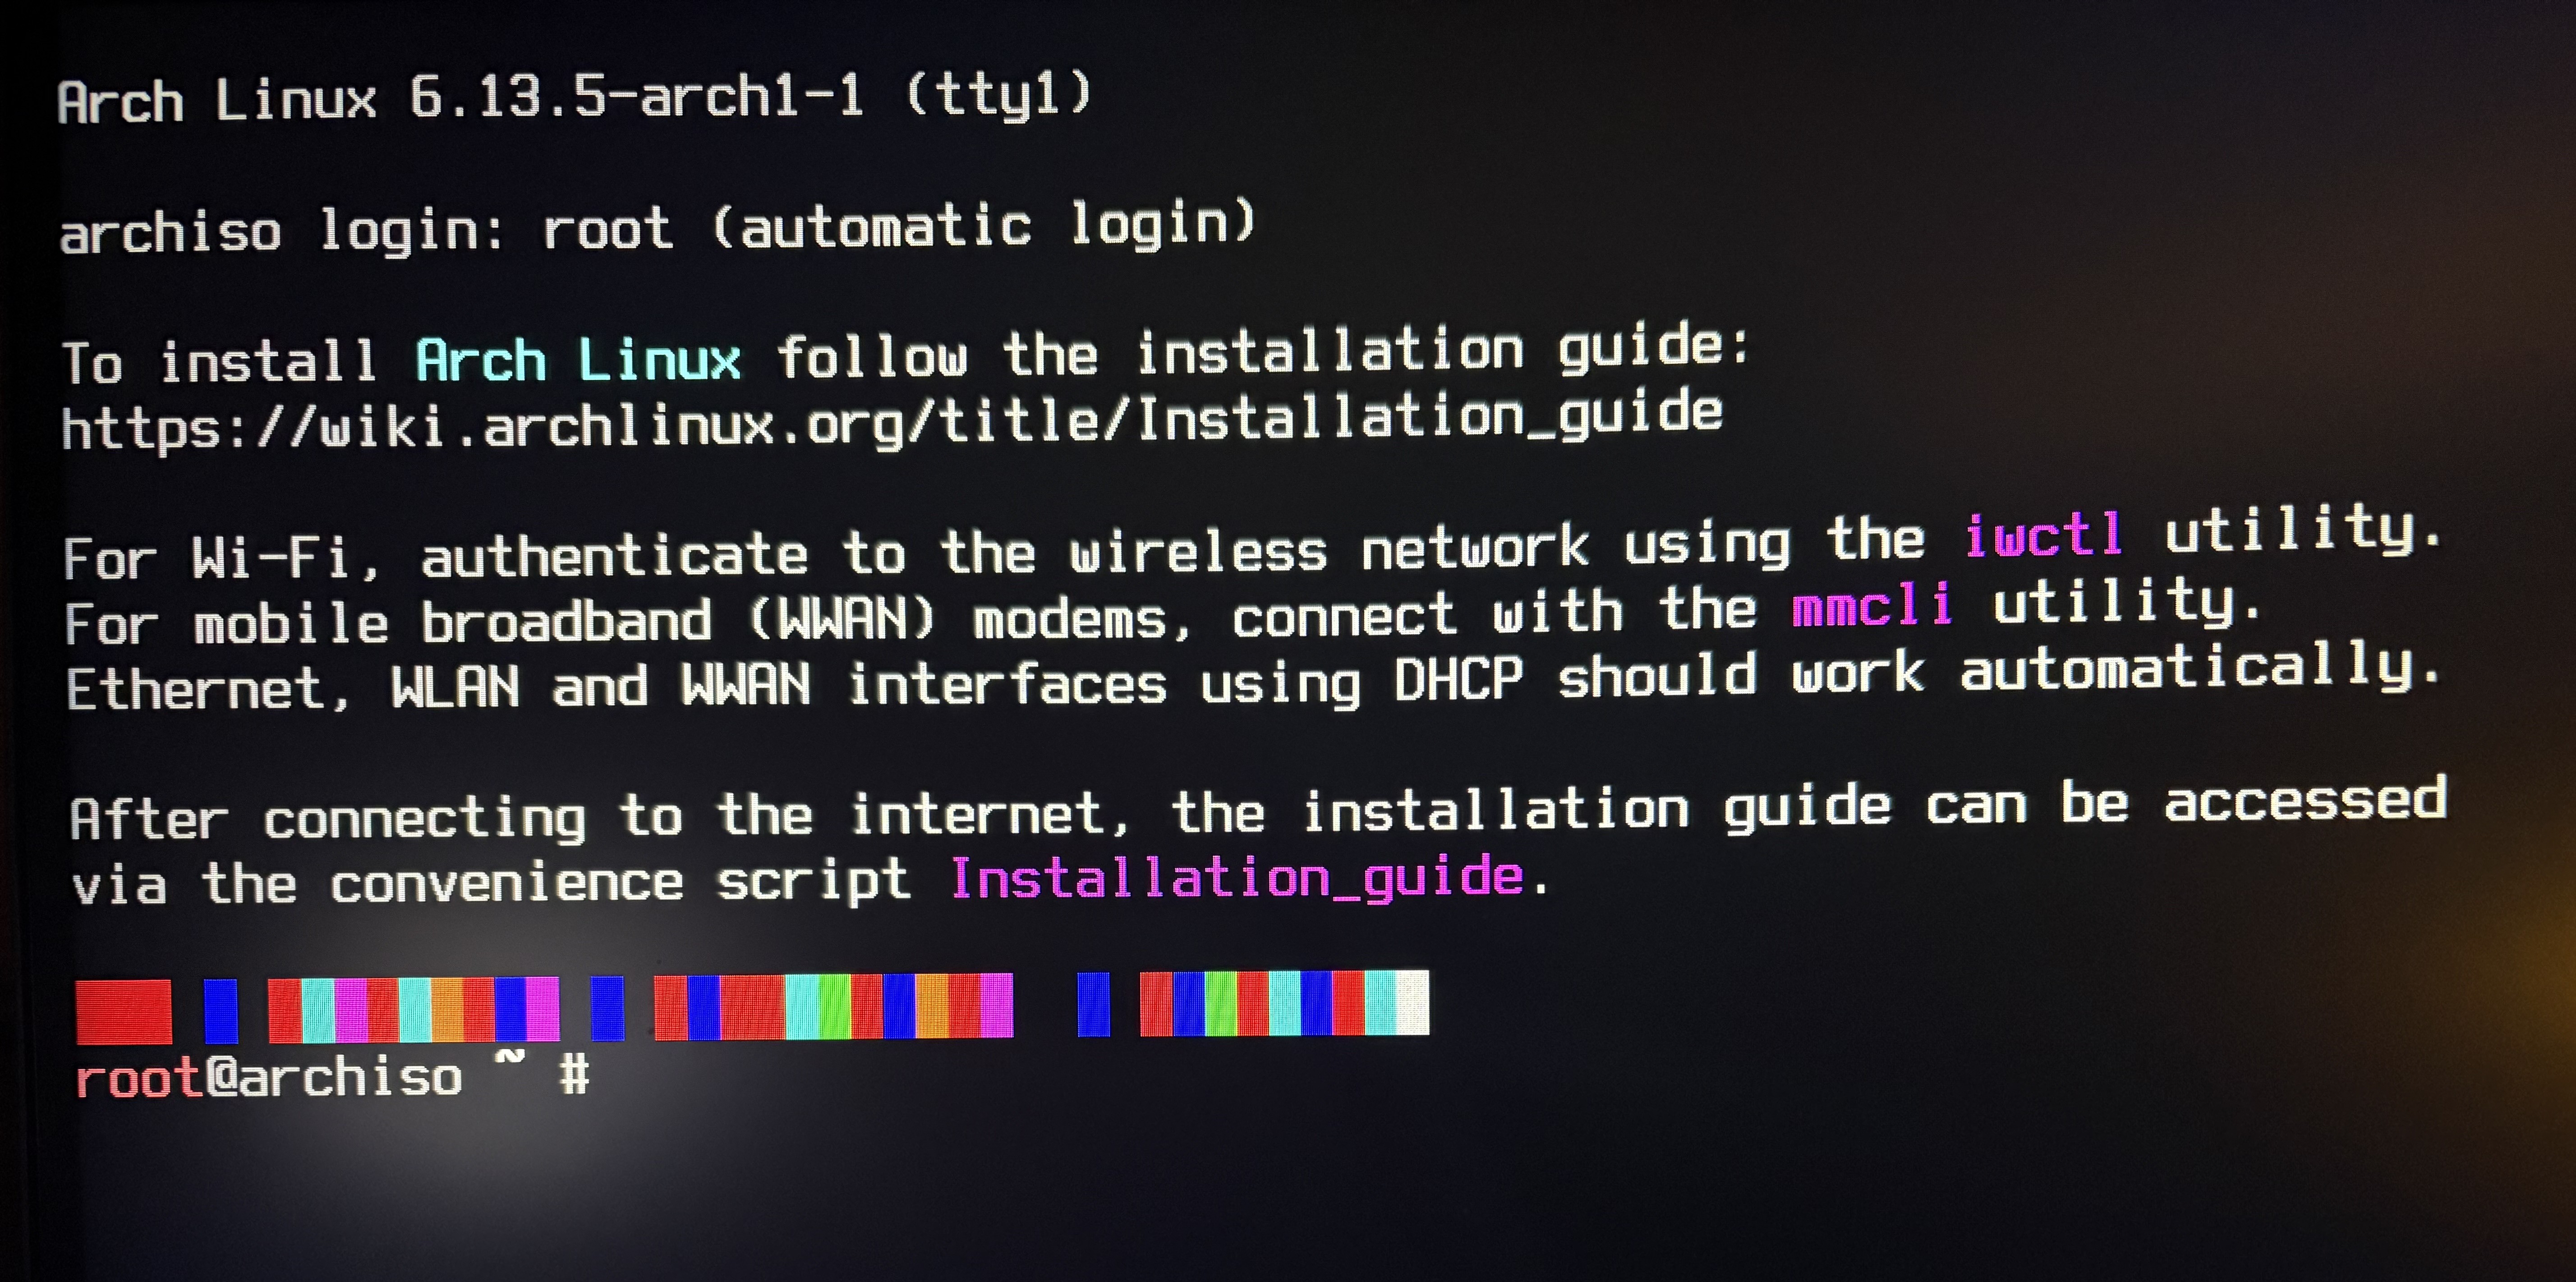 Arch Linux 6.13.5-arch1-1 (tty1)
archiso login: root (automatic login)
To install Arch Linux follow the installation guide:
https://wiki.archlinux.org/title/Installation_guide
For Wi-Fi, authenticate to the wireless network using the iwctl utility.
For mobile broadband (WWAN) modems, connect with the mmcli utility.
Ethernet, WLAN and WWAN interfaces using DHCP should work automatically.
After connecting to the internet, the installation guide can be accessed
via the convenience script Installation_guide.
root@archiso ~ #